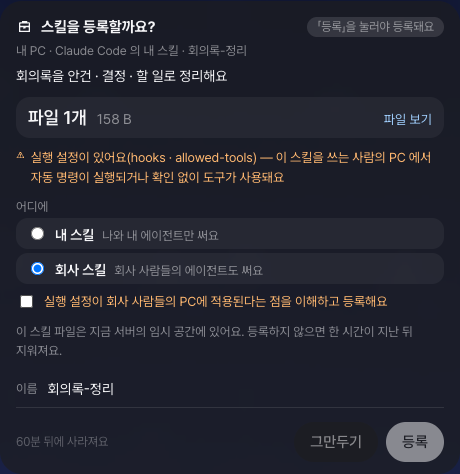 스킬을 등록할까요?
「등록」을 눌러야 등록돼요
내 PC · Claude Code 의 내 스킬 · 회의록-정리
회의록을 안건 · 결정 · 할 일로 정리해요
파일 1개 158 B
파일 보기
⚠ 실행 설정이 있어요(hooks · allowed-tools) — 이 스킬을 쓰는 사람의 PC 에서
자동 명령이 실행되거나 확인 없이 도구가 사용돼요
어디에
내 스킬 나와 내 에이전트만 써요
회사 스킬 회사 사람들의 에이전트도 써요
실행 설정이 회사 사람들의 PC에 적용된다는 점을 이해하고 등록해요
이 스킬 파일은 지금 서버의 임시 공간에 있어요. 등록하지 않으면 한 시간이 지난 뒤
지워져요.
이름 회의록-정리
60분 뒤에 사라져요
그만두기
등록